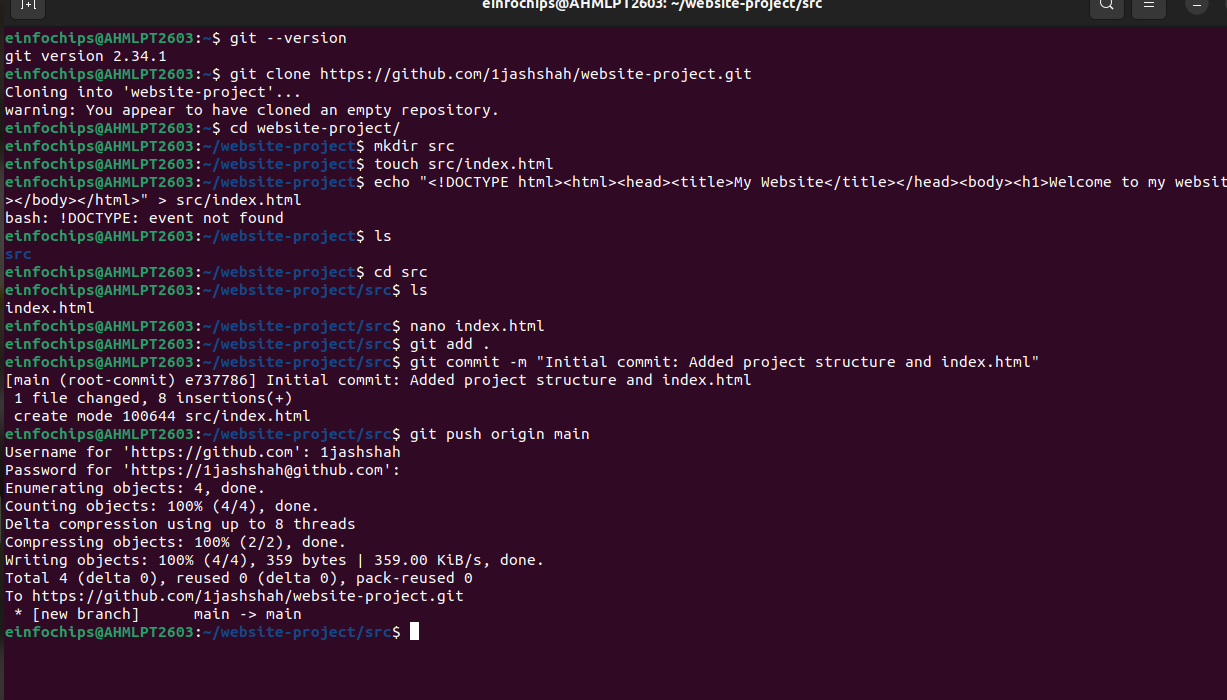 einfochips@AHMLPT2603: ~/website-project/src
einfochips@AHMLPT2603:~$ git --version
git version 2.34.1
einfochips@AHMLPT2603:~$ git clone https://github.com/1jashshah/website-project.git
Cloning into 'website-project'...
warning: You appear to have cloned an empty repository.
einfochips@AHMLPT2603:~$ cd website-project/
einfochips@AHMLPT2603:~/website-project$ mkdir src
einfochips@AHMLPT2603:~/website-project$ touch src/index.html
einfochips@AHMLPT2603:~/website-project$ echo "<!DOCTYPE html><html><head><title>My Website</title></head><body><h1>Welcome to my websit
></body></html>" > src/index.html
bash: !DOCTYPE: event not found
einfochips@AHMLPT2603:~/website-project$ ls
src
einfochips@AHMLPT2603:~/website-project$ cd src
einfochips@AHMLPT2603:~/website-project/src$ ls
index.html
einfochips@AHMLPT2603:~/website-project/src$ nano index.html
einfochips@AHMLPT2603:~/website-project/src$ git add .
einfochips@AHMLPT2603:~/website-project/src$ git commit -m "Initial commit: Added project structure and index.html"
[main (root-commit) e737786] Initial commit: Added project structure and index.html
 1 file changed, 8 insertions(+)
 create mode 100644 src/index.html
einfochips@AHMLPT2603:~/website-project/src$ git push origin main
Username for 'https://github.com': 1jashshah
Password for 'https://1jashshah@github.com':
Enumerating objects: 4, done.
Counting objects: 100% (4/4), done.
Delta compression using up to 8 threads
Compressing objects: 100% (2/2), done.
Writing objects: 100% (4/4), 359 bytes | 359.00 KiB/s, done.
Total 4 (delta 0), reused 0 (delta 0), pack-reused 0
To https://github.com/1jashshah/website-project.git
 * [new branch]      main -> main
einfochips@AHMLPT2603:~/website-project/src$